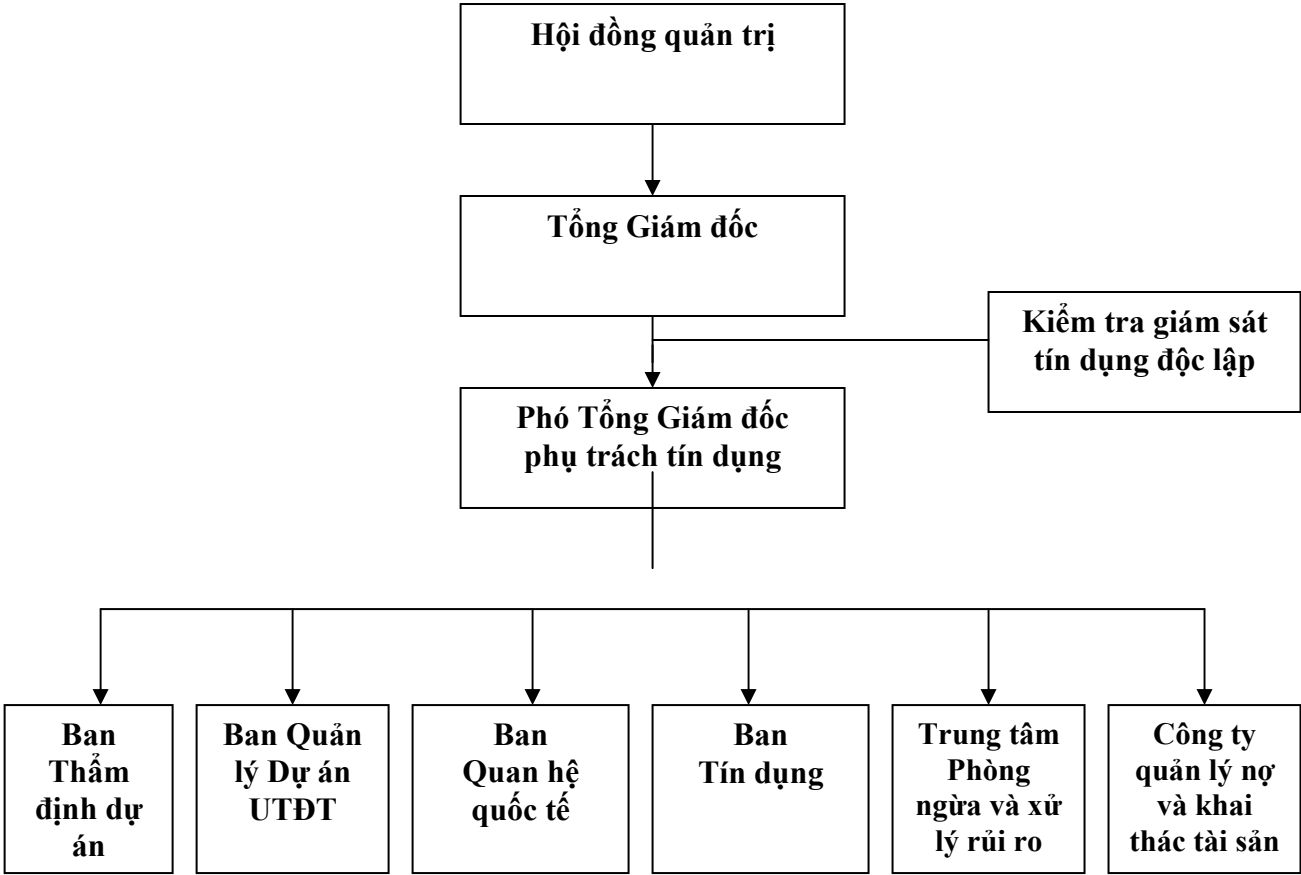 Hội đồng quản trị
Tổng Giám đốc
Kiểm tra giám sát
tín dụng độc lập
Phó Tổng Giám đốc
phụ trách tín dụng
Ban
Thẩm
định dự
án
Ban Quản
lý Dự án
UTĐT
Ban
Quan hệ
quốc tế
Ban
Tín dụng
Trung tâm
Phòng
ngừa và xử
lý rủi ro
Công ty
quản lý nợ
và khai
thác tài sản